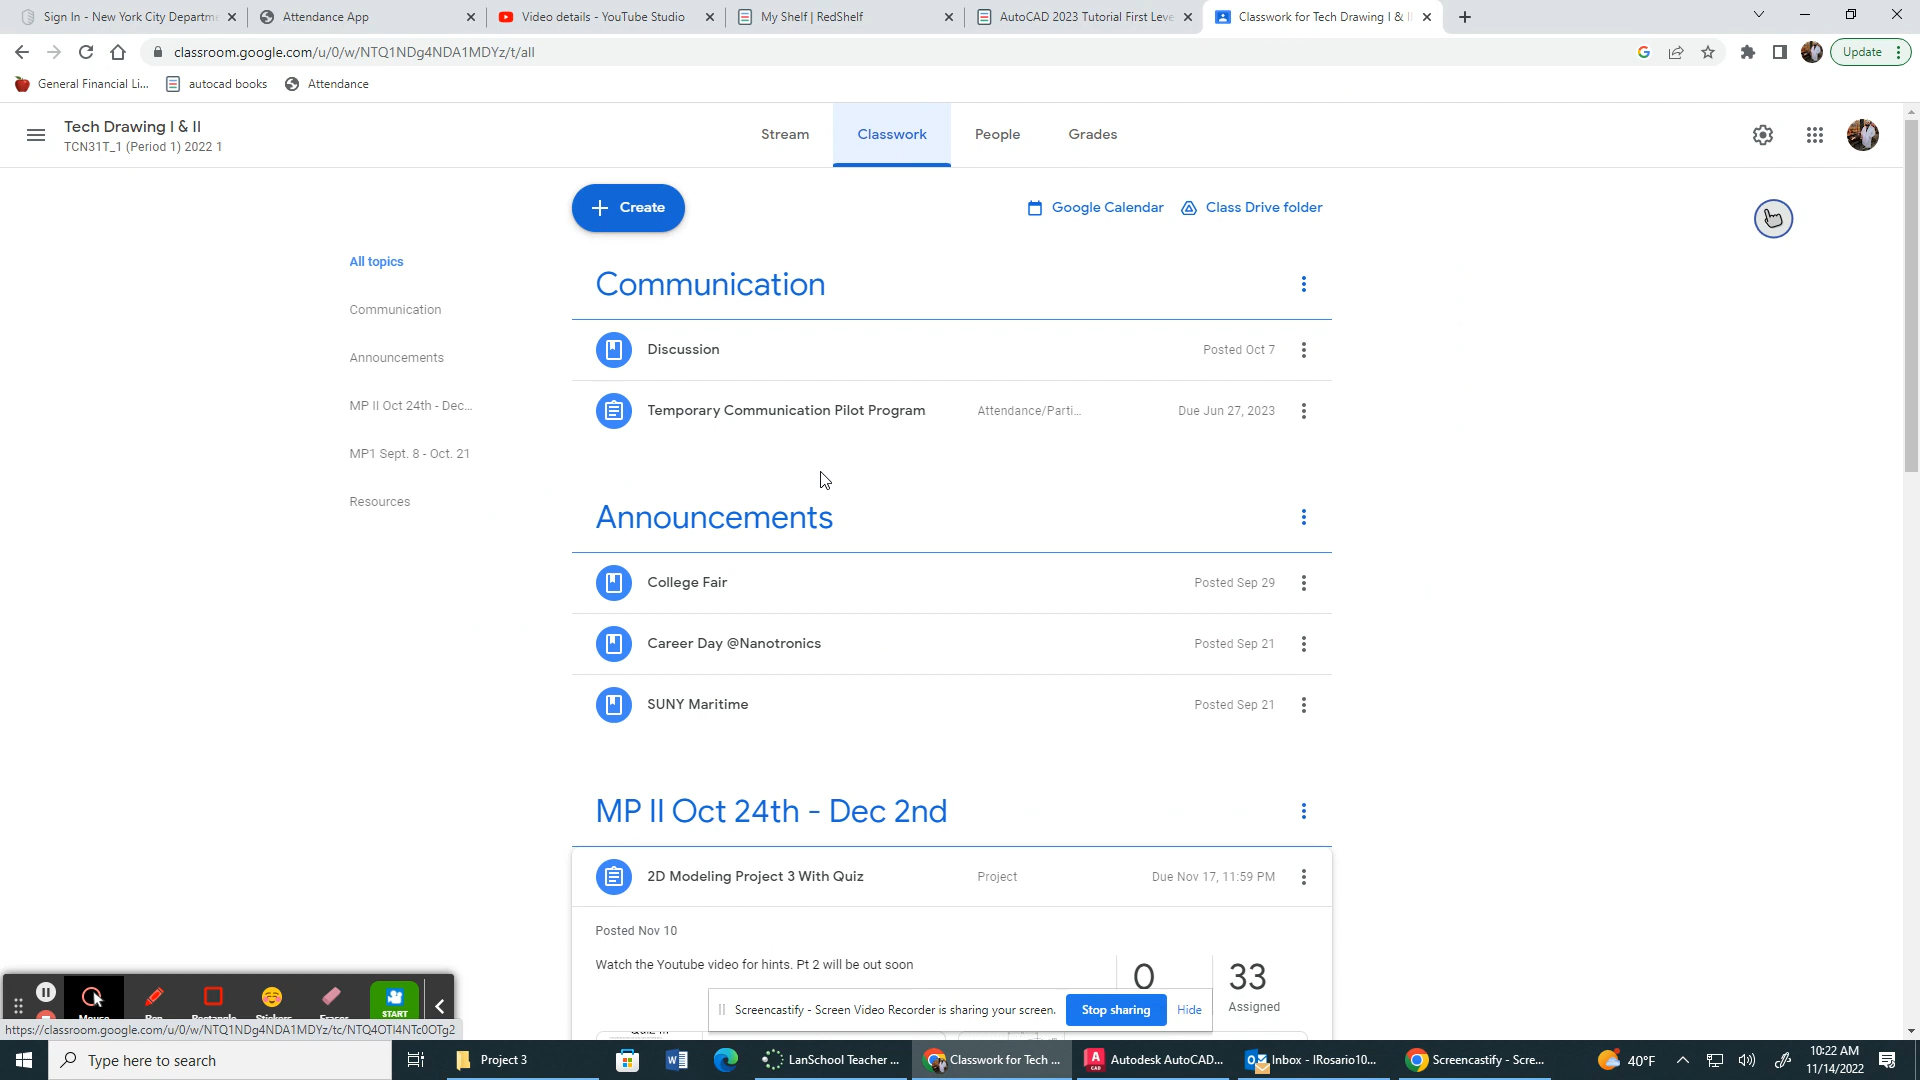 Sign In - New York City Departme
Attendance App
Video details - YouTube Studio
My Shelf | RedShelf
AutoCAD 2023 Tutorial First Leve
Classwork for Tech Drawing I & II
classroom.google.com/u/0/w/NTQ1NDg4NDA1MDYz/t/all
Update
General Financial Li...
autocad books
Attendance
Tech Drawing I & II
TCN31T_1 (Period 1) 2022 1
Stream
Classwork
People
Grades
Create
Google Calendar
Class Drive folder
All topics
Communication
Announcements
MP II Oct 24th - Dec...
MP1 Sept. 8 - Oct. 21
Resources
Communication
Discussion
Posted Oct 7
Temporary Communication Pilot Program
Attendance/Parti...
Due Jun 27, 2023
Announcements
College Fair
Posted Sep 29
Career Day @Nanotronics
Posted Sep 21
SUNY Maritime
Posted Sep 21
MP II Oct 24th - Dec 2nd
2D Modeling Project 3 With Quiz
Project
Due Nov 17, 11:59 PM
Posted Nov 10
Watch the Youtube video for hints. Pt 2 will be out soon
0
33
Assigned
START
Screencastify - Screen Video Recorder is sharing your screen.
Stop sharing
Hide
https://classroom.google.com/u/0/w/NTQ1NDg4NDA1MDYz/tc/NTQ4OTI4NTc0OTg2
Type here to search
Project 3
LanSchool Teacher ...
Classwork for Tech ...
Autodesk AutoCAD...
Inbox - IRosario10...
Screencastify - Scre...
40°F
10:22 AM
11/14/2022